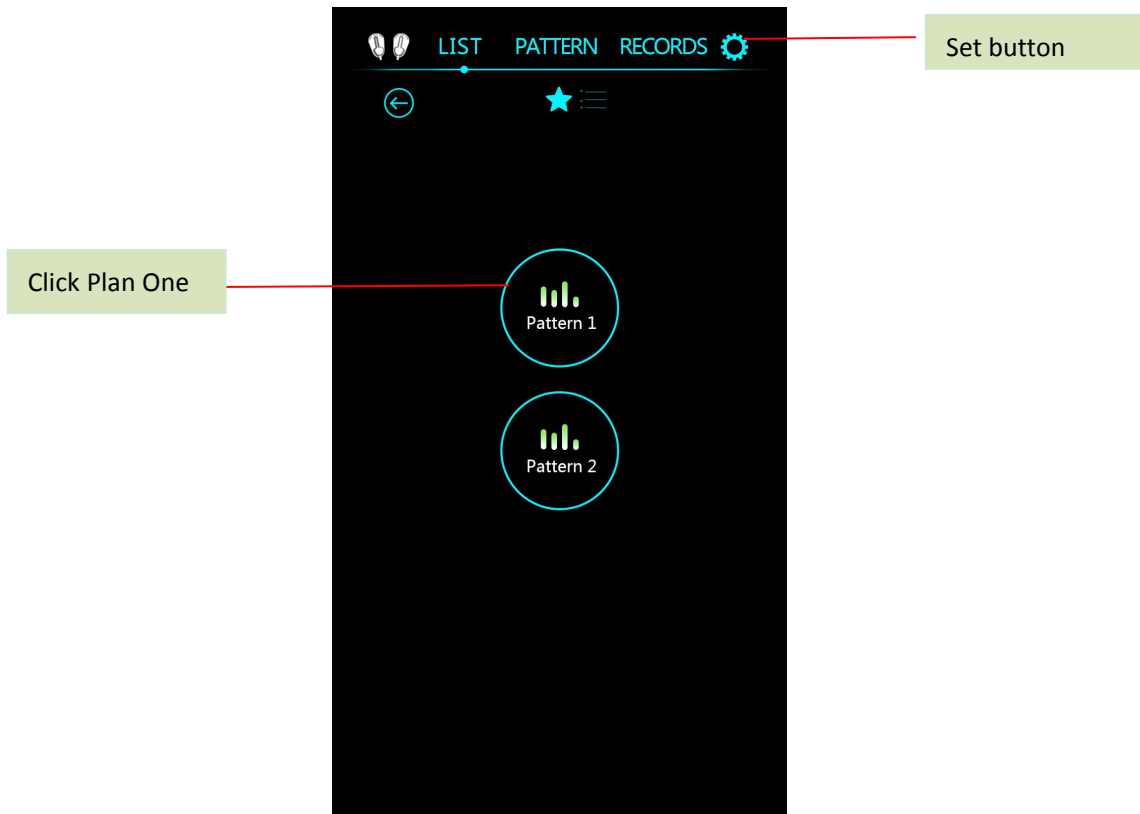 LIST PATTERN RECORDS
Set button
Click Plan One
Pattern 1
Pattern 2